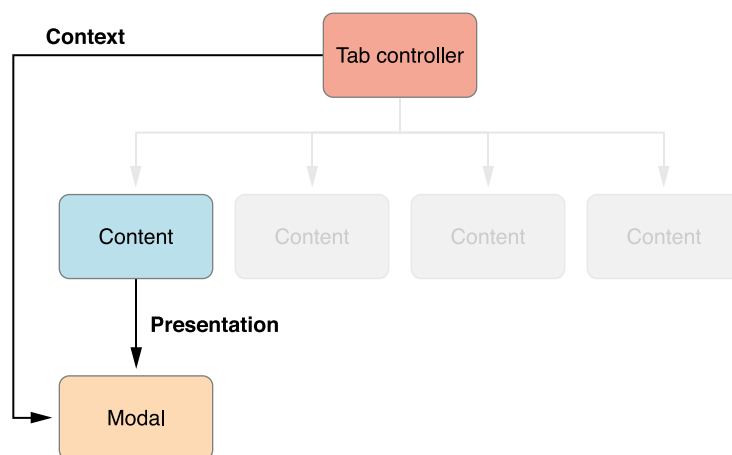 Context
Tab controller
Content
Content
Content
Content
Presentation
Modal